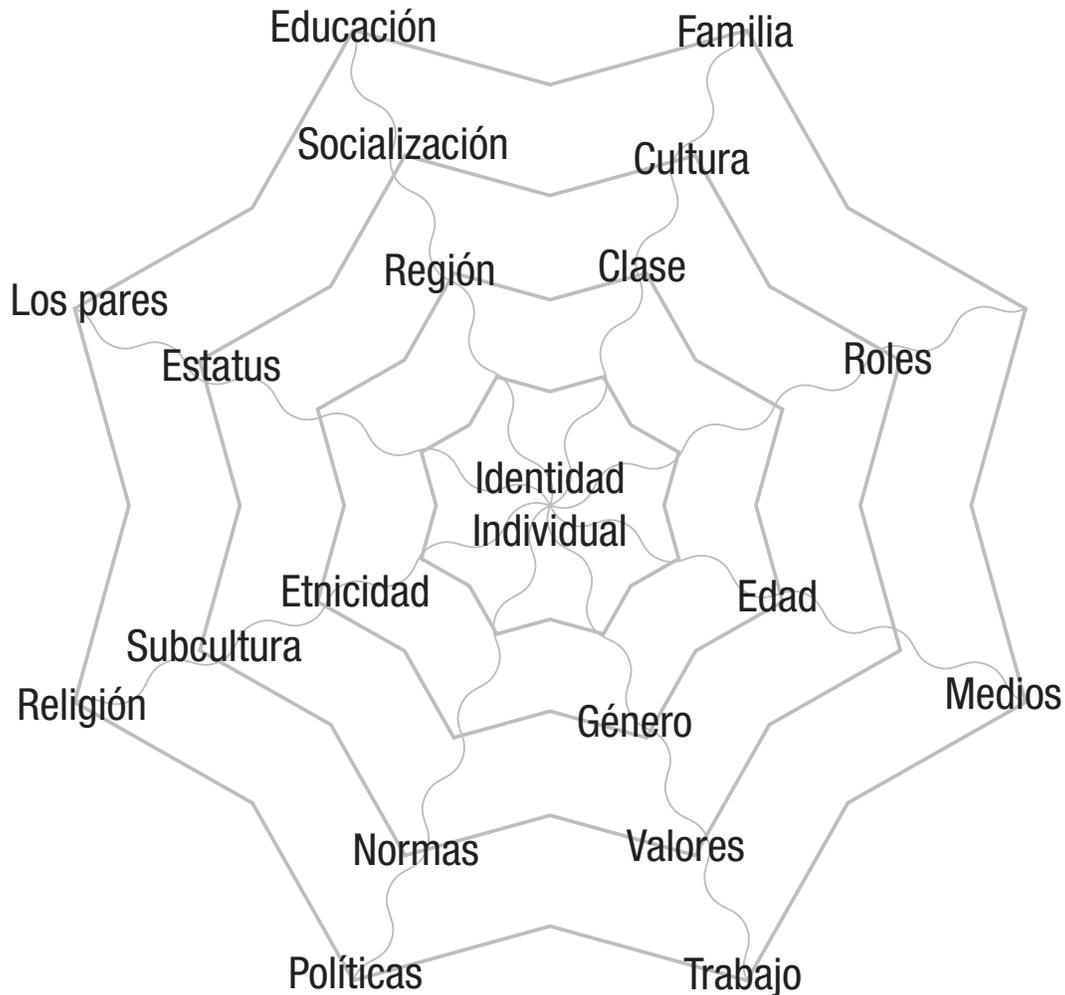 Educación
Familia
Socialización
Cultura
Región
Clase
Los pares
Estatus
Roles
Identidad
Individual
Etnicidad
Edad
Subcultura
Religión
Medios
Género
Normas
Valores
Políticas
Trabajo